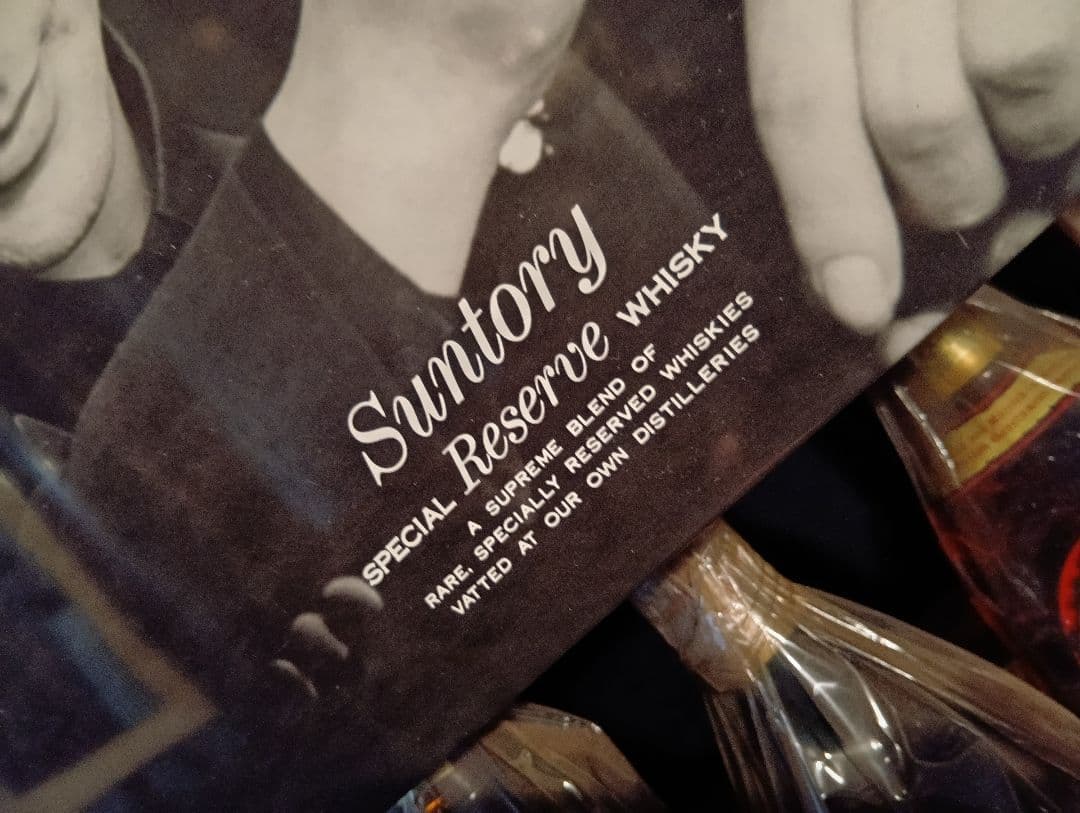 Suntory
SPECIAL Reserve WHISKY
A SUPREME BLEND OF
RARE, SPECIALLY RESERVED WHISKIES
VATTED AT OUR OWN DISTILLERIES